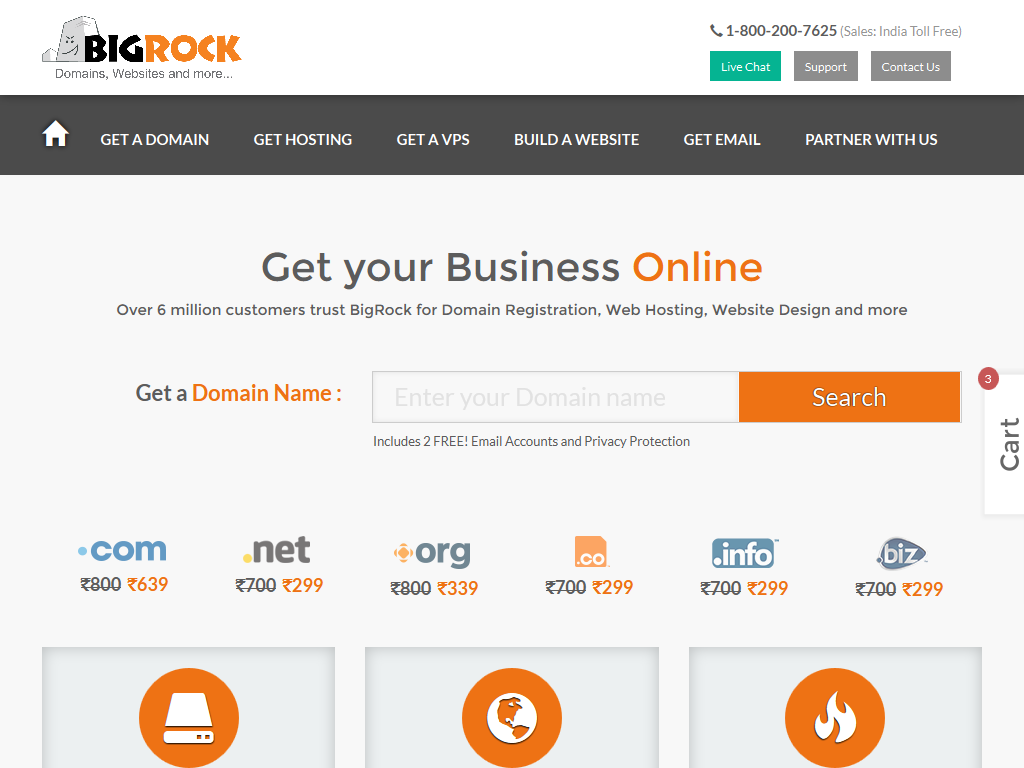 BIGROCK
Domains, Websites and more...
1-800-200-7625 (Sales: India Toll Free)
Live Chat Support Contact Us
GET A DOMAIN GET HOSTING GET A VPS BUILD A WEBSITE GET EMAIL PARTNER WITH US
Get your Business Online
Over 6 million customers trust BigRock for Domain Registration, Web Hosting, Website Design and more
Get a Domain Name : Enter your Domain name Search
3
Cart
Includes 2 FREE! Email Accounts and Privacy Protection
.com .net .org .co .info™ .biz™
₹800 ₹639 ₹700 ₹299 ₹800 ₹339 ₹700 ₹299 ₹700 ₹299 ₹700 ₹299